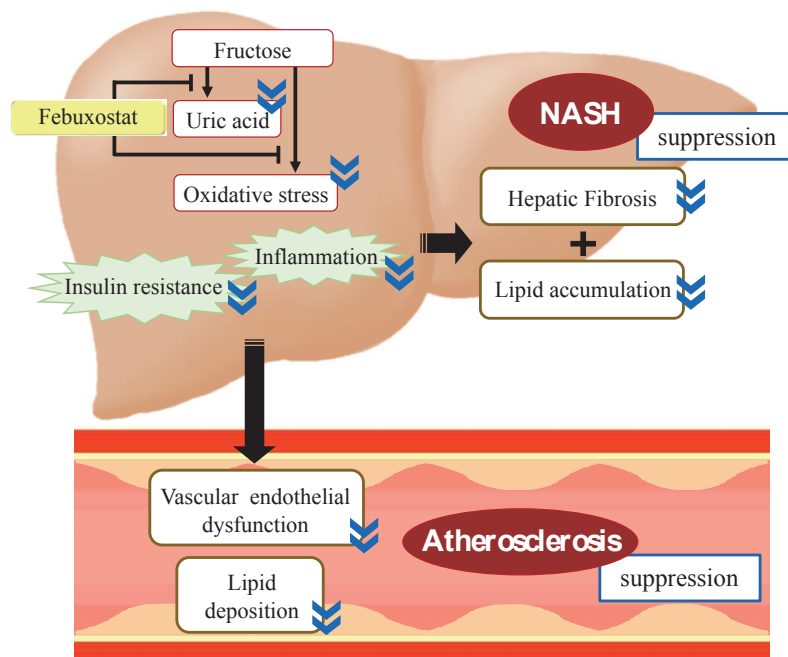 Fructose
Febuxostat
Uric acid
Oxidative stress
NASH
suppression
Hepatic Fibrosis
+
Lipid accumulation
Inflammation
Insulin resistance
Vascular endothelial
dysfunction
Atherosclerosis
suppression
Lipid
deposition